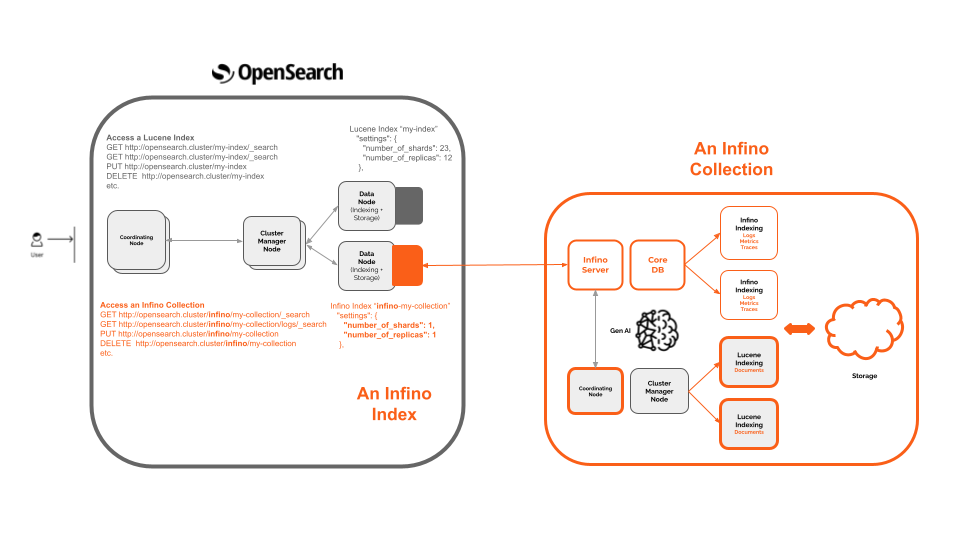 OpenSearch
Access a Lucene Index
GET http://opensearch.cluster/my-index/_search
GET http://opensearch.cluster/my-index/_search
PUT http://opensearch.cluster/my-index
DELETE  http://opensearch.cluster/my-index
etc.
Lucene Index “my-index”
"settings": {
"number_of_shards": 23,
"number_of_replicas": 12
},
User
Coordinating
Node
Cluster
Manager
Node
Data
Node
(Indexing +
Storage)
Data
Node
(Indexing +
Storage)
Access an Infino Collection
GET http://opensearch.cluster/infino/my-collection/_search
GET http://opensearch.cluster/infino/my-collection/logs/_search
PUT http://opensearch.cluster/infino/my-collection
DELETE  http://opensearch.cluster/infino/my-collection
etc.
Infino Index “infino-my-collection”
"settings": {
"number_of_shards": 1,
"number_of_replicas": 1
},
An Infino
Index
An Infino
Collection
Infino
Server
Core
DB
Infino
Indexing
Logs
Metrics
Traces
Infino
Indexing
Logs
Metrics
Traces
Gen AI
Coordinating
Node
Cluster
Manager
Node
Lucene
Indexing
Documents
Lucene
Indexing
Documents
Storage